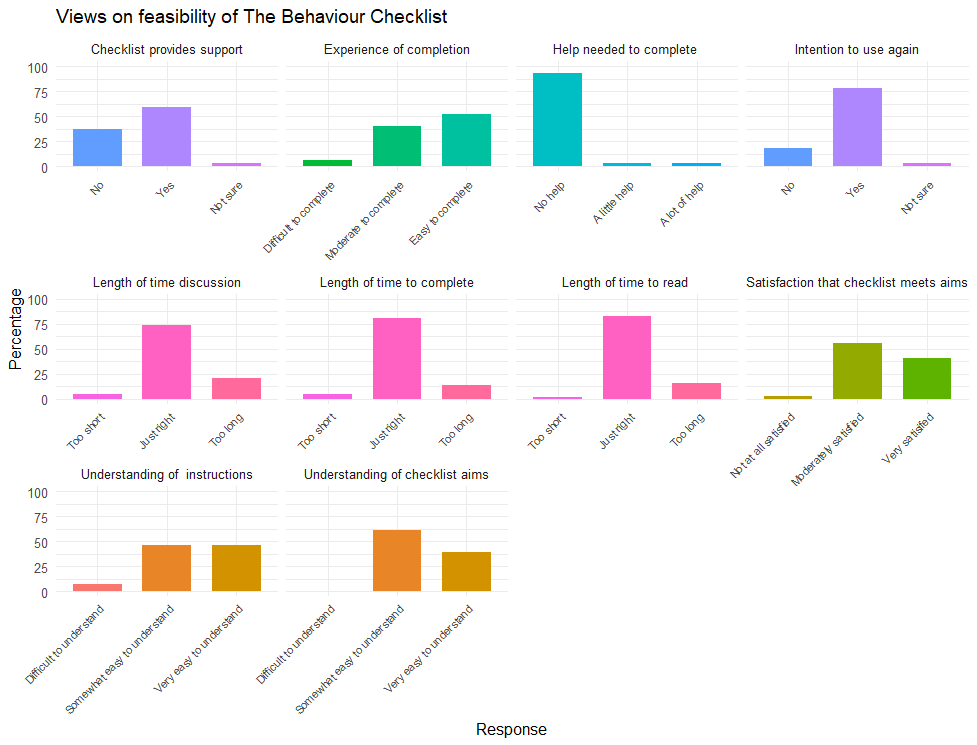 Views on feasibility of The Behaviour Checklist
Checklist provides support
Experience of completion
Help needed to complete
Intention to use again
100
75
50
25
0
No
Yes
Not sure
Difficult to complete
Moderate to complete
Easy to complete
No help
A little help
A lot of help
No
Yes
Not sure
Percentage
Length of time discussion
Length of time to complete
Length of time to read
Satisfaction that checklist meets aims
100
75
50
25
0
Too short
Just right
Too long
Too short
Just right
Too long
Too short
Just right
Too long
Not at all satisfied
Moderately satisfied
Very satisified
Understanding of  instructions
Understanding of checklist aims
100
75
50
25
0
Difficult to understand
Somewhat easy to understand
Very easy to understand
Difficult to understand
Somewhat easy to understand
Very easy to understand
Response